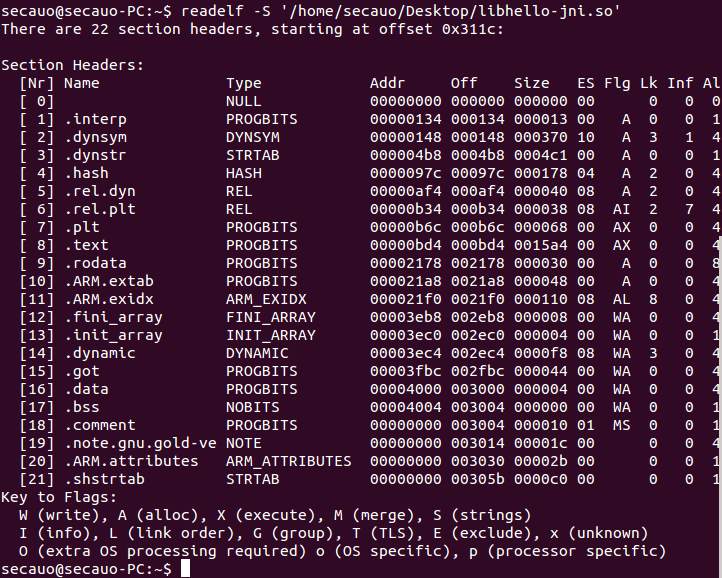 secauo@secauo-PC:~$ readelf -S '/home/secauo/Desktop/libhello-jni.so'
There are 22 section headers, starting at offset 0x311c:
Section Headers:
  [Nr] Name              Type            Addr     Off    Size   ES Flg Lk Inf Al
  [ 0]                   NULL            00000000 000000 000000 00      0   0  0
  [ 1] .interp           PROGBITS        00000134 000134 000013 00   A  0   0  1
  [ 2] .dynsym           DYNSYM          00000148 000148 000370 10   A  3   1  4
  [ 3] .dynstr           STRTAB          000004b8 0004b8 0004c1 00   A  0   0  1
  [ 4] .hash             HASH            0000097c 00097c 000178 04   A  2   0  4
  [ 5] .rel.dyn          REL             00000af4 000af4 000040 08   A  2   0  4
  [ 6] .rel.plt          REL             00000b34 000b34 000038 08  AI  2   7  4
  [ 7] .plt              PROGBITS        00000b6c 000b6c 000068 00  AX  0   0  4
  [ 8] .text             PROGBITS        00000bd4 000bd4 0015a4 00  AX  0   0  4
  [ 9] .rodata           PROGBITS        00002178 002178 000030 00   A  0   0  8
  [10] .ARM.extab        PROGBITS        000021a8 0021a8 000048 00   A  0   0  4
  [11] .ARM.exidx        ARM_EXIDX       000021f0 0021f0 000110 08  AL  8   0  4
  [12] .fini_array       FINI_ARRAY      00003eb8 002eb8 000008 00  WA  0   0  4
  [13] .init_array       INIT_ARRAY      00003ec0 002ec0 000004 00  WA  0   0  1
  [14] .dynamic          DYNAMIC         00003ec4 002ec4 0000f8 08  WA  3   0  4
  [15] .got              PROGBITS        00003fbc 002fbc 000044 00  WA  0   0  4
  [16] .data             PROGBITS        00004000 003000 000004 00  WA  0   0  4
  [17] .bss              NOBITS          00004004 003004 000000 00  WA  0   0  1
  [18] .comment          PROGBITS        00000000 003004 000010 01  MS  0   0  1
  [19] .note.gnu.gold-ve NOTE            00000000 003014 00001c 00      0   0  4
  [20] .ARM.attributes   ARM_ATTRIBUTES  00000000 003030 00002b 00      0   0  1
  [21] .shstrtab         STRTAB          00000000 00305b 0000c0 00      0   0  1
Key to Flags:
  W (write), A (alloc), X (execute), M (merge), S (strings)
  I (info), L (link order), G (group), T (TLS), E (exclude), x (unknown)
  O (extra OS processing required) o (OS specific), p (processor specific)
secauo@secauo-PC:~$